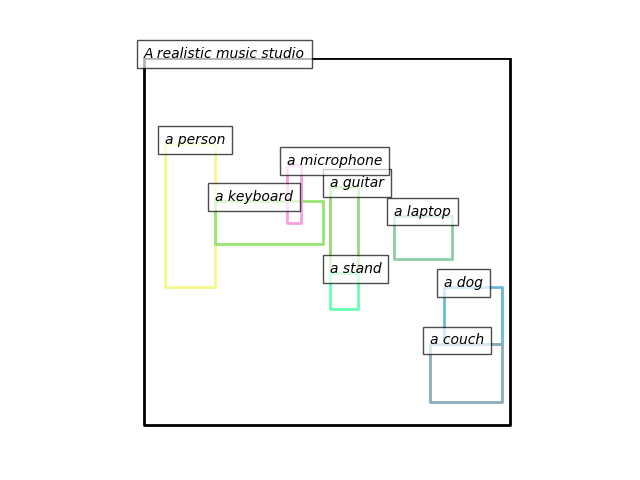 A realistic music studio
a person
a microphone
a guitar
a keyboard
a laptop
a stand
a dog
a couch